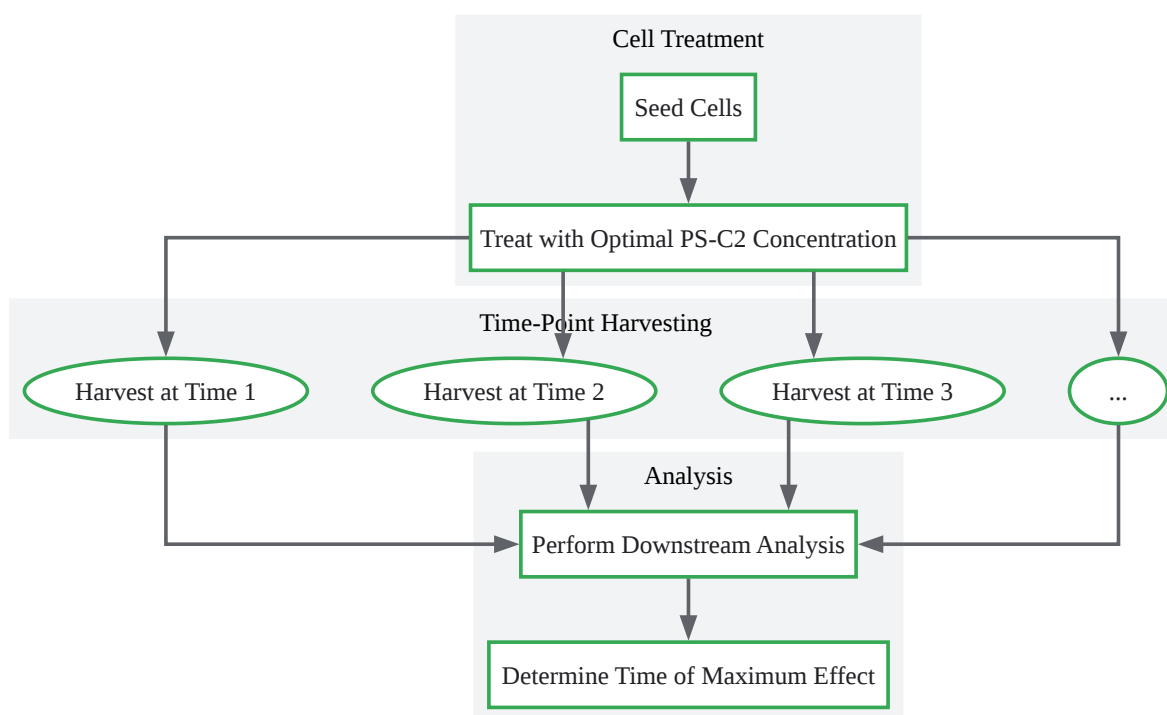 Cell Treatment
Seed Cells
Treat with Optimal PS-C2 Concentration
Time-Point Harvesting
Harvest at Time 1
Harvest at Time 2
Harvest at Time 3
...
Analysis
Perform Downstream Analysis
Determine Time of Maximum Effect